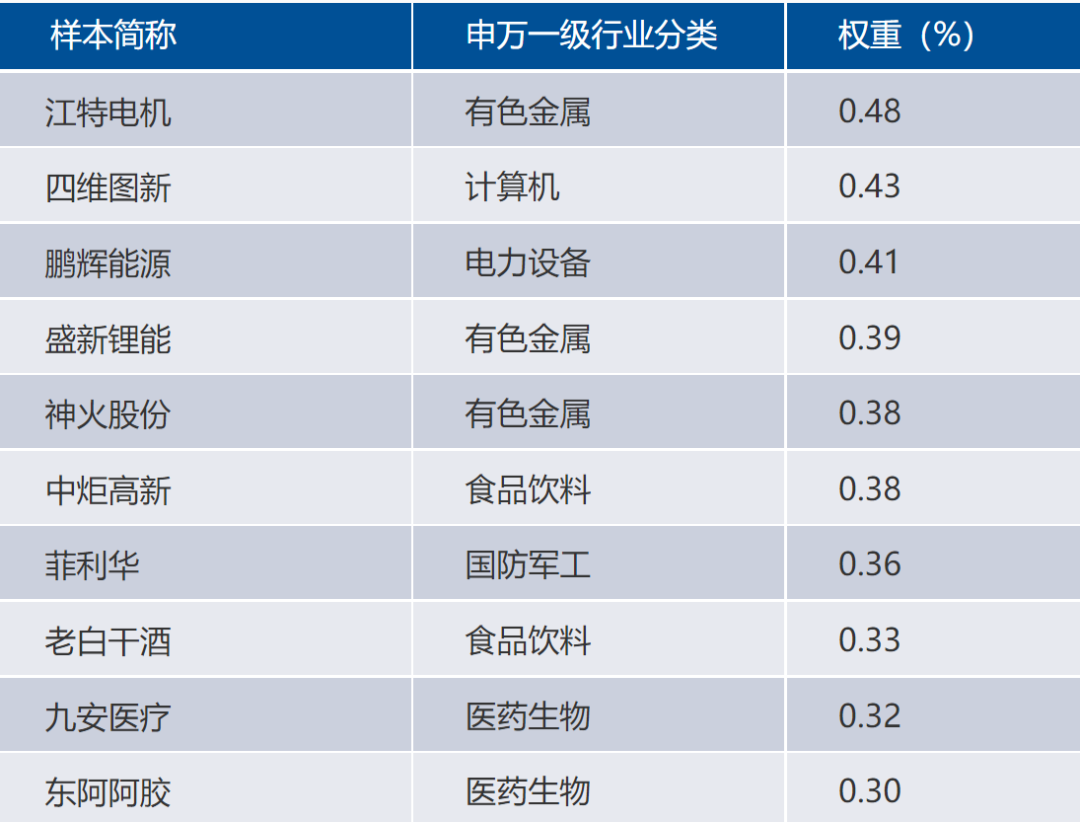 样本简称 申万一级行业分类 权重（%）
江特电机 有色金属 0.48
四维图新 计算机 0.43
鹏辉能源 电力设备 0.41
盛新锂能 有色金属 0.39
神火股份 有色金属 0.38
中炬高新 食品饮料 0.38
菲利华 国防军工 0.36
老白干酒 食品饮料 0.33
九安医疗 医药生物 0.32
东阿阿胶 医药生物 0.30